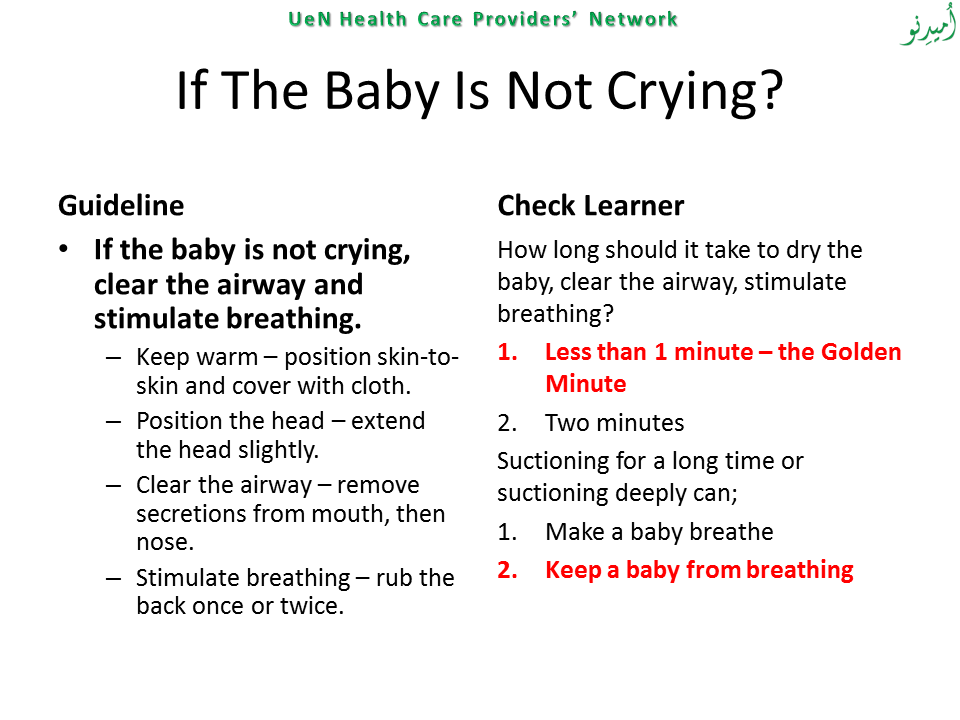 UeN Health Care Providers’ Network
اُمیدِنو
If The Baby Is Not Crying?
Guideline
• If the baby is not crying,
clear the airway and
stimulate breathing.
– Keep warm – position skin-to-
skin and cover with cloth.
– Position the head – extend
the head slightly.
– Clear the airway – remove
secretions from mouth, then
nose.
– Stimulate breathing – rub the
back once or twice.
Check Learner
How long should it take to dry the
baby, clear the airway, stimulate
breathing?
1. Less than 1 minute – the Golden
Minute
2. Two minutes
Suctioning for a long time or
suctioning deeply can;
1. Make a baby breathe
2. Keep a baby from breathing